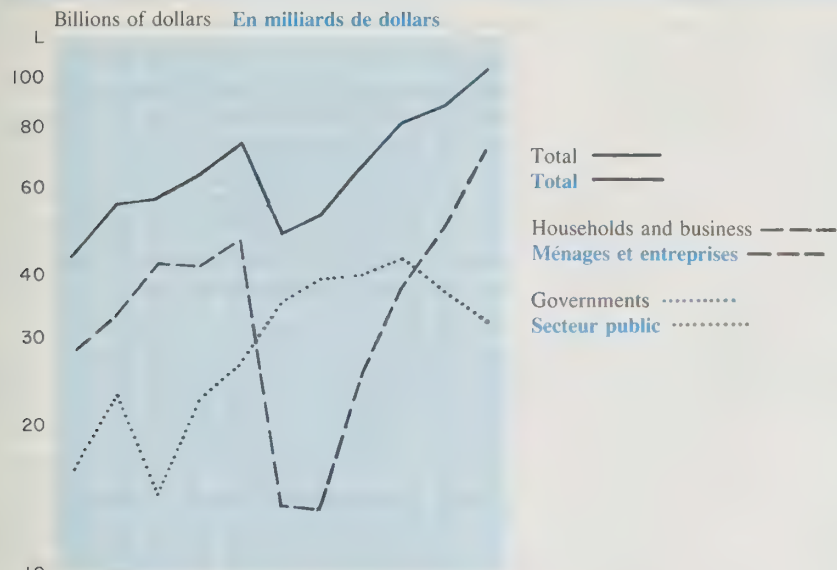 Billions of dollars En milliards de dollars
L
100
80
60
40
30
20
10
Total
Total
Households and business
Ménages et entreprises
Governments
Secteur public